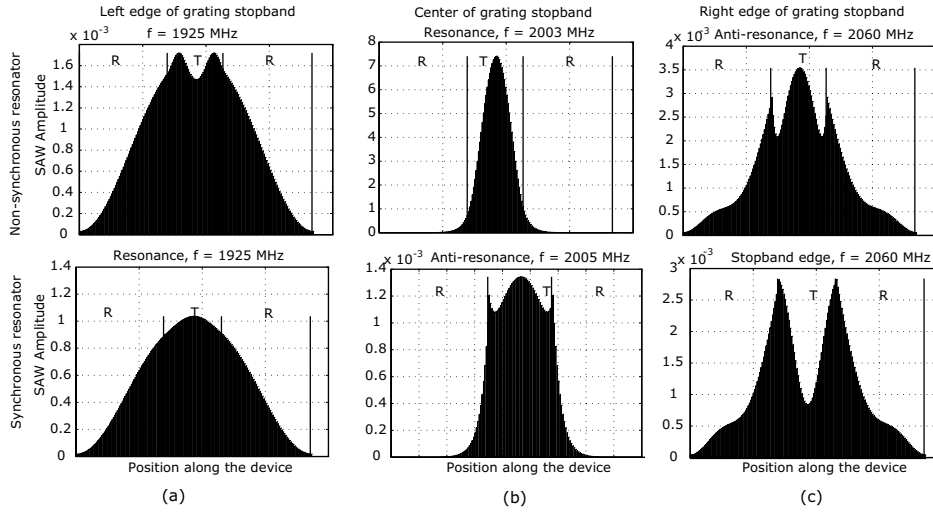 Left edge of grating stopband
f = 1925 MHz
Center of grating stopband
Resonance, f = 2003 MHz
Right edge of grating stopband
Anti-resonance, f = 2060 MHz
Non-synchronous resonator
SAW Amplitude
x 10⁻³
1.6
1.4
1.2
1
0.8
0.6
0.4
0.2
0
R T R
8
7
6
5
4
3
2
1
0
R T R
x 10⁻³
4
3.5
3
2.5
2
1.5
1
0.5
0
R T R
Synchronous resonator
SAW Amplitude
Resonance, f = 1925 MHz
1.4
1.2
1
0.8
0.6
0.4
0.2
0
R T R
Position along the device
(a)
x 10⁻³
Anti-resonance, f = 2005 MHz
1.4
1.2
1
0.8
0.6
0.4
0.2
0
R T R
Position along the device
(b)
x 10⁻³
Stopband edge, f = 2060 MHz
3
2.5
2
1.5
1
0.5
0
R T R
Position along the device
(c)